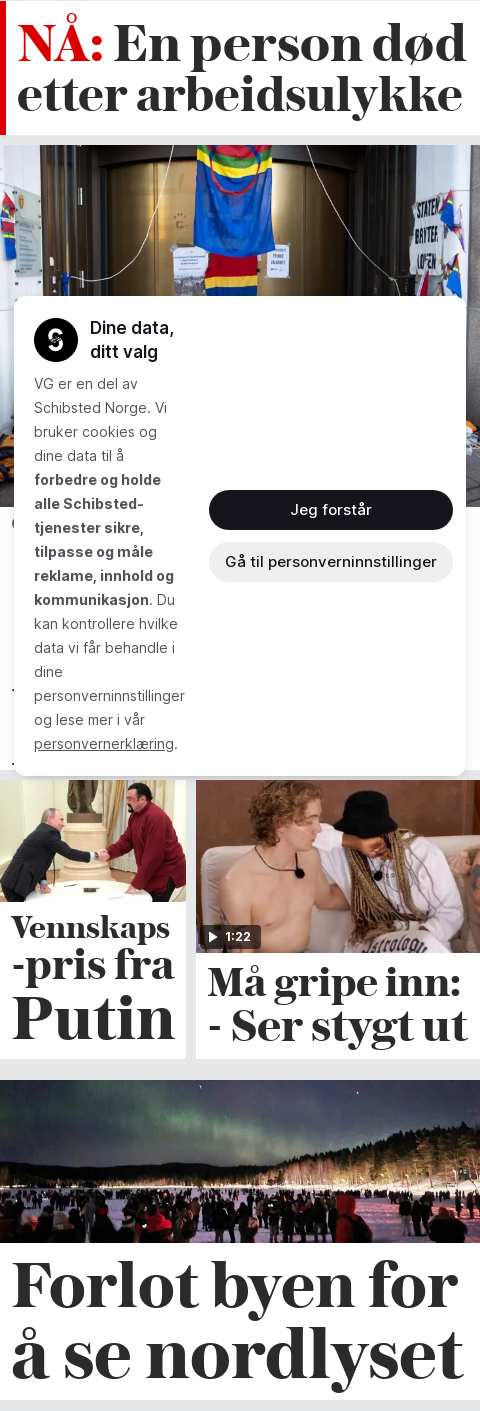 NÅ: En person død
etter arbeidsulykke
STATEN
BRYTER
LOVEN
Dine data,
ditt valg
VG er en del av
Schibsted Norge. Vi
bruker cookies og
dine data til å
forbedre og holde
alle Schibsted-
tjenester sikre,
tilpasse og måle
reklame, innhold og
kommunikasjon. Du
kan kontrollere hvilke
data vi får behandle i
dine
personverninnstillinger
og lese mer i vår
personvernerklæring.
Jeg forstår
Gå til personverninnstillinger
1:22
Astrologu
Vennskaps
-pris fra
Putin
Må gripe inn:
- Ser stygt ut
Forlot byen for
å se nordlyset